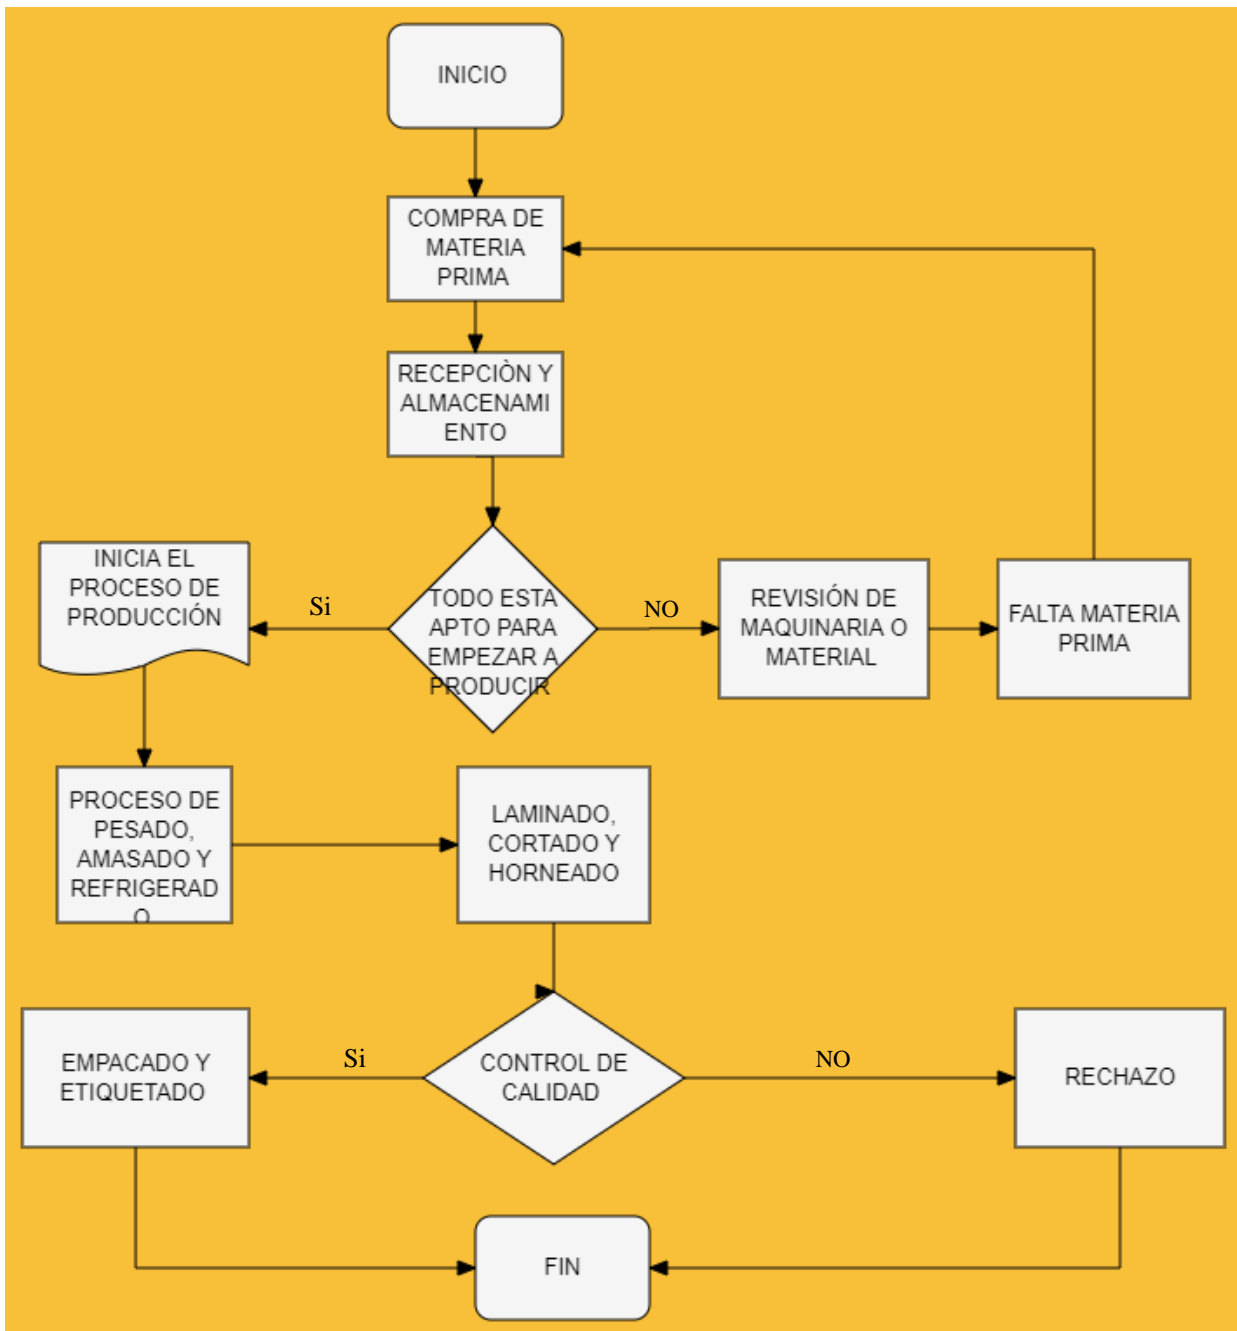 INICIO
COMPRA DE
MATERIA
PRIMA
RECEPCIÒN Y
ALMACENAMI
ENTO
INICIA EL
PROCESO DE
PRODUCCIÓN
Si
TODO ESTA
APTO PARA
EMPEZAR A
PRODUCIR
NO
REVISIÓN DE
MAQUINARIA O
MATERIAL
FALTA MATERIA
PRIMA
PROCESO DE
PESADO,
AMASADO Y
REFRIGERAD
O
LAMINADO,
CORTADO Y
HORNEADO
EMPACADO Y
ETIQUETADO
Si
CONTROL DE
CALIDAD
NO
RECHAZO
FIN